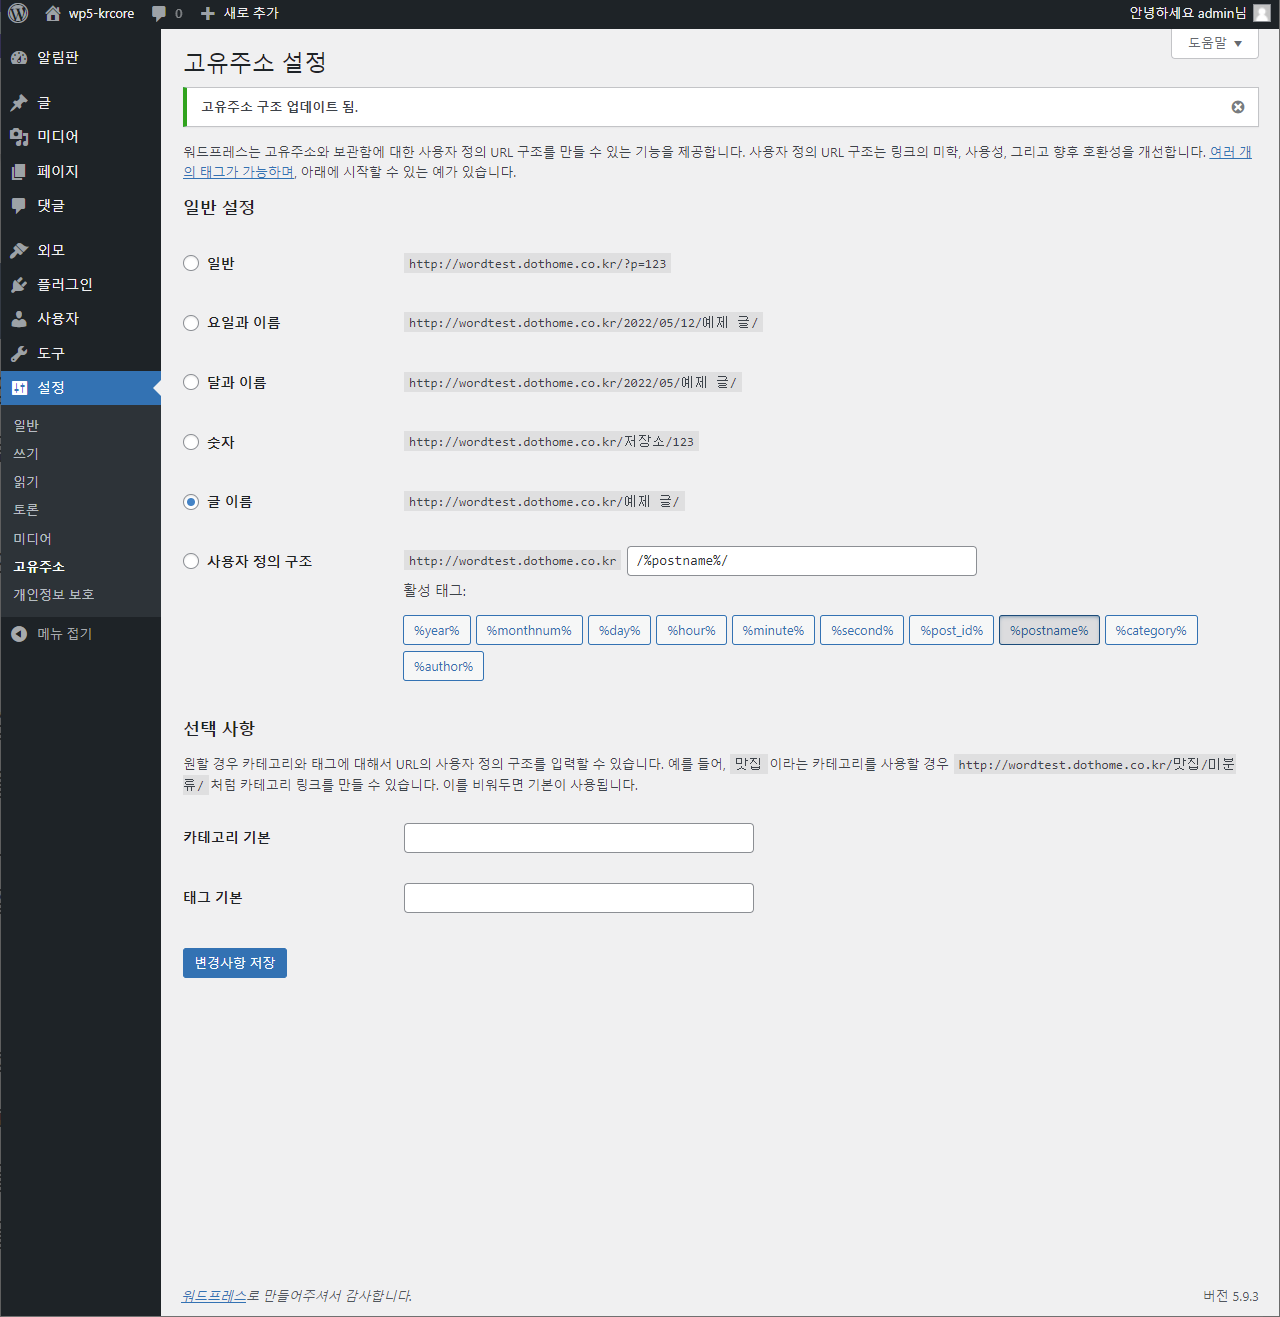 wp5-krcore 0 새로 추가 안녕하세요 admin님
도움말
알림판
글
미디어
페이지
댓글
외모
플러그인
사용자
도구
설정
일반
쓰기
읽기
토론
미디어
고유주소
개인정보 보호
메뉴 접기
고유주소 설정
고유주소 구조 업데이트 됨.
워드프레스는 고유주소와 보관함에 대한 사용자 정의 URL 구조를 만들 수 있는 기능을 제공합니다. 사용자 정의 URL 구조는 링크의 미학, 사용성, 그리고 향후 호환성을 개선합니다. 여러 개
의 태그가 가능하며, 아래에 시작할 수 있는 예가 있습니다.
일반 설정
일반 http://wordtest.dothome.co.kr/?p=123
요일과 이름 http://wordtest.dothome.co.kr/2022/05/12/예제 글/
달과 이름 http://wordtest.dothome.co.kr/2022/05/예제 글/
숫자 http://wordtest.dothome.co.kr/저장소/123
글 이름 http://wordtest.dothome.co.kr/예제 글/
사용자 정의 구조 http://wordtest.dothome.co.kr /%postname%/
활성 태그:
%year% %monthnum% %day% %hour% %minute% %second% %post_id% %postname% %category%
%author%
선택 사항
원할 경우 카테고리와 태그에 대해서 URL의 사용자 정의 구조를 입력할 수 있습니다. 예를 들어, 맛집 이라는 카테고리를 사용할 경우 http://wordtest.dothome.co.kr/맛집/미분
류/ 처럼 카테고리 링크를 만들 수 있습니다. 이를 비워두면 기본이 사용됩니다.
카테고리 기본
태그 기본
변경사항 저장
워드프레스로 만들어주셔서 감사합니다. 버전 5.9.3